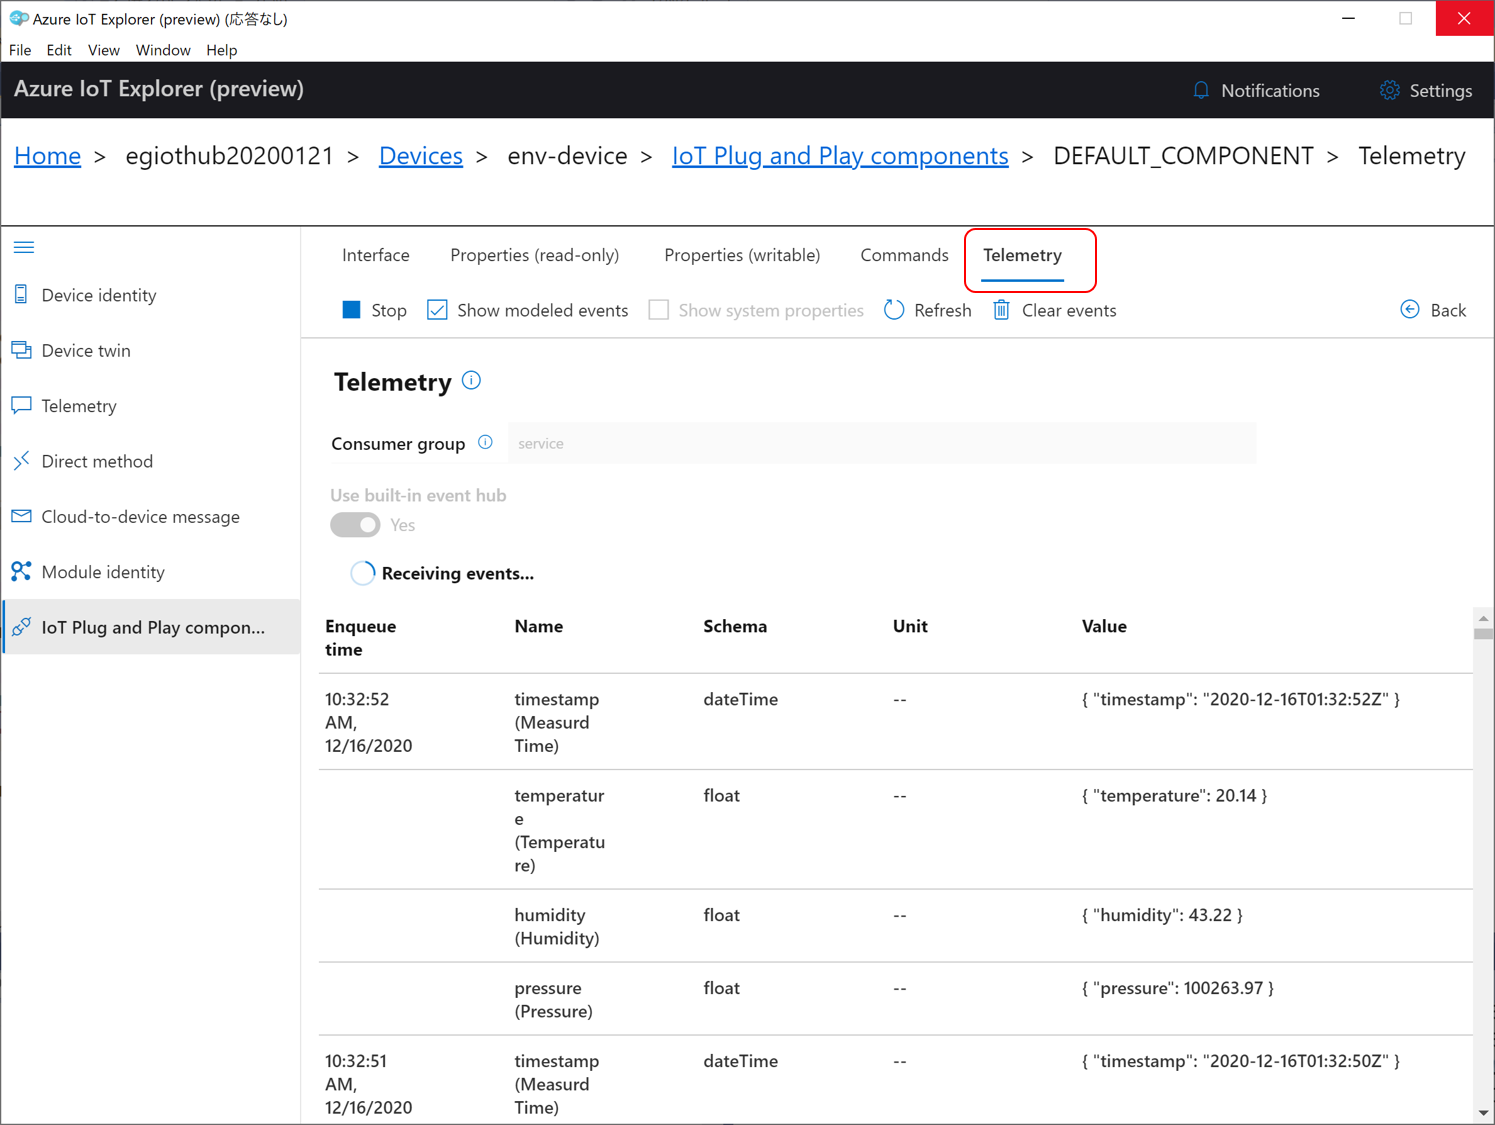 Azure IoT Explorer (preview) (応答なし)
File Edit View Window Help
Azure IoT Explorer (preview)
Notifications
Settings
Home > egiothub20200121 > Devices > env-device > IoT Plug and Play components > DEFAULT_COMPONENT > Telemetry
Device identity
Device twin
Telemetry
Direct method
Cloud-to-device message
Module identity
IoT Plug and Play compon...
Interface Properties (read-only) Properties (writable) Commands Telemetry
Stop Show modeled events Show system properties Refresh Clear events Back
Telemetry
Consumer group service
Use built-in event hub
Yes
Receiving events...
Enqueue time Name Schema Unit Value
10:32:52 AM, 12/16/2020 timestamp (Measurd Time) dateTime -- { "timestamp": "2020-12-16T01:32:52Z" }
temperature (Temperature) float -- { "temperature": 20.14 }
humidity (Humidity) float -- { "humidity": 43.22 }
pressure (Pressure) float -- { "pressure": 100263.97 }
10:32:51 AM, 12/16/2020 timestamp (Measurd Time) dateTime -- { "timestamp": "2020-12-16T01:32:50Z" }